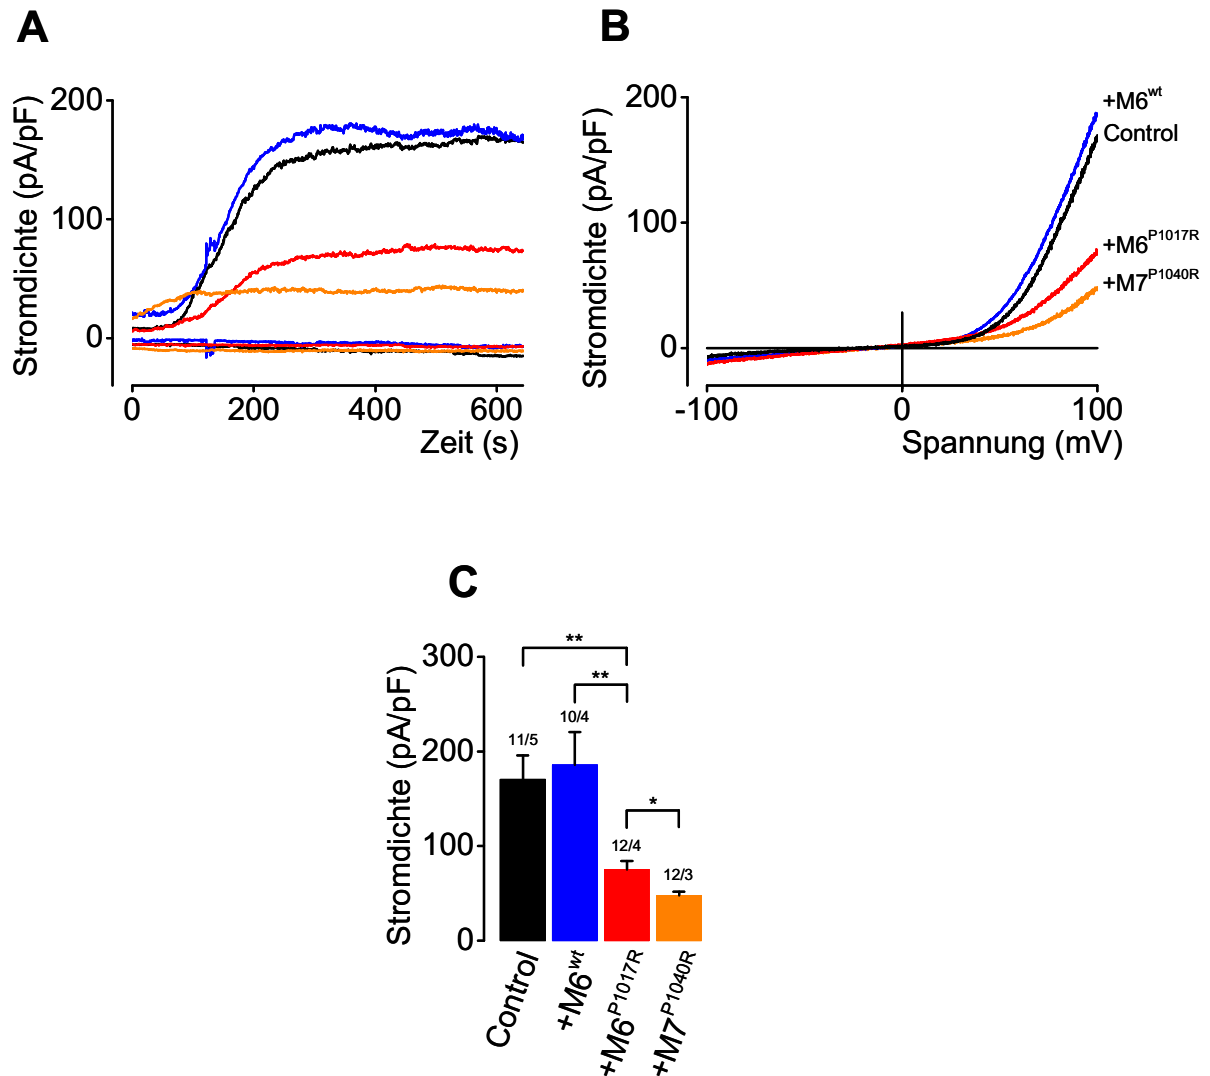 A
B
200
100
0
Stromdichte (pA/pF)
0 200 400 600
Zeit (s)
200
100
0
Stromdichte (pA/pF)
-100 0 100
Spannung (mV)
+M6wt
Control
+M6P1017R
+M7P1040R
C
300
200
100
0
Stromdichte (pA/pF)
**
**
*
11/5
10/4
12/4
12/3
Control
+M6wt
+M6P1017R
+M7P1040R